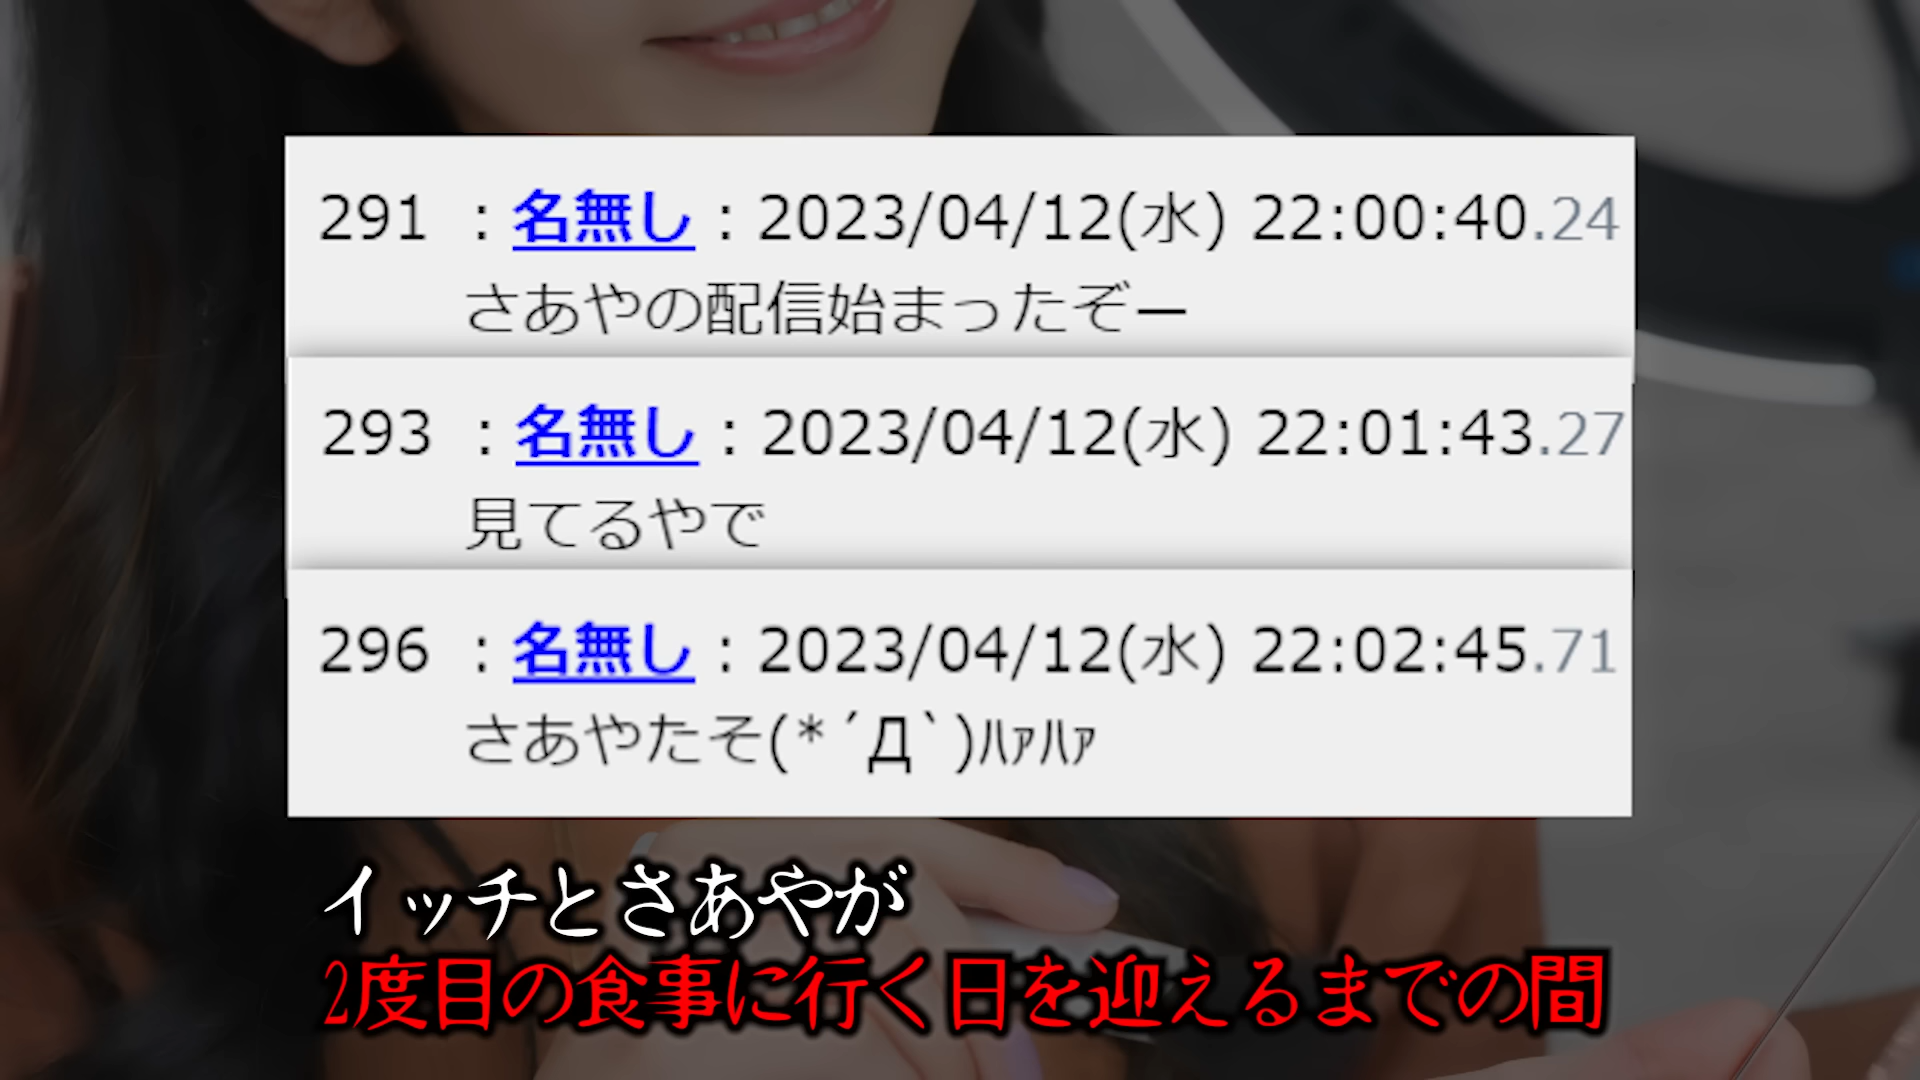 291 ：名無し：2023/04/12(水) 22:00:40.24
さあやの配信始まったぞー
293 ：名無し：2023/04/12(水) 22:01:43.27
見てるやで
296 ：名無し：2023/04/12(水) 22:02:45.71
さあやたそ(*´Д`)ﾊｧﾊｧ
イッチとさあやが
2度目の食事に行く日を迎えるまでの間